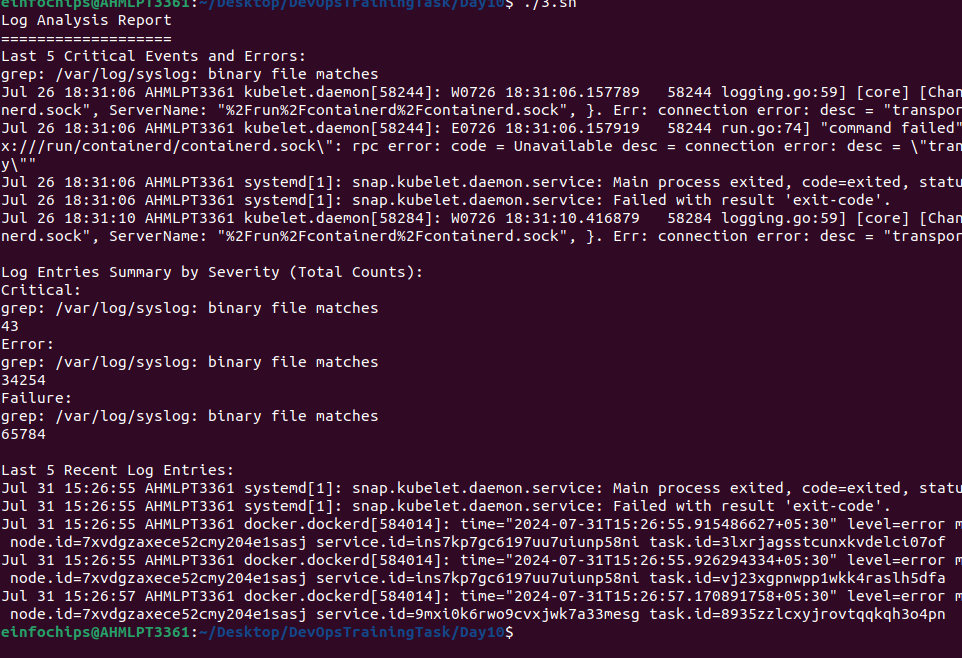 einfochips@AHMLPT3361:~/Desktop/DevOpsTrainingTask/Day10$ ./3.sh
Log Analysis Report
===================
Last 5 Critical Events and Errors:
grep: /var/log/syslog: binary file matches
Jul 26 18:31:06 AHMLPT3361 kubelet.daemon[58244]: W0726 18:31:06.157789   58244 logging.go:59] [core] [Chan
nerd.sock", ServerName: "%2Frun%2Fcontainerd%2Fcontainerd.sock", }. Err: connection error: desc = "transpor
Jul 26 18:31:06 AHMLPT3361 kubelet.daemon[58244]: E0726 18:31:06.157919   58244 run.go:74] "command failed"
x:///run/containerd/containerd.sock\": rpc error: code = Unavailable desc = connection error: desc = \"tran
y\""
Jul 26 18:31:06 AHMLPT3361 systemd[1]: snap.kubelet.daemon.service: Main process exited, code=exited, statu
Jul 26 18:31:06 AHMLPT3361 systemd[1]: snap.kubelet.daemon.service: Failed with result 'exit-code'.
Jul 26 18:31:10 AHMLPT3361 kubelet.daemon[58284]: W0726 18:31:10.416879   58284 logging.go:59] [core] [Chan
nerd.sock", ServerName: "%2Frun%2Fcontainerd%2Fcontainerd.sock", }. Err: connection error: desc = "transpor
Log Entries Summary by Severity (Total Counts):
Critical:
grep: /var/log/syslog: binary file matches
43
Error:
grep: /var/log/syslog: binary file matches
34254
Failure:
grep: /var/log/syslog: binary file matches
65784
Last 5 Recent Log Entries:
Jul 31 15:26:55 AHMLPT3361 systemd[1]: snap.kubelet.daemon.service: Main process exited, code=exited, statu
Jul 31 15:26:55 AHMLPT3361 systemd[1]: snap.kubelet.daemon.service: Failed with result 'exit-code'.
Jul 31 15:26:55 AHMLPT3361 docker.dockerd[584014]: time="2024-07-31T15:26:55.915486627+05:30" level=error m
node.id=7xvdgzaxece52cmy204e1sasj service.id=ins7kp7gc6197uu7uiunp58ni task.id=3lxrjagsstcunxkvdelci07of
Jul 31 15:26:55 AHMLPT3361 docker.dockerd[584014]: time="2024-07-31T15:26:55.926294334+05:30" level=error m
node.id=7xvdgzaxece52cmy204e1sasj service.id=ins7kp7gc6197uu7uiunp58ni task.id=vj23xgpnwpp1wkk4raslh5dfa
Jul 31 15:26:57 AHMLPT3361 docker.dockerd[584014]: time="2024-07-31T15:26:57.170891758+05:30" level=error m
node.id=7xvdgzaxece52cmy204e1sasj service.id=9mxi0k6rwo9cvxjwk7a33mesg task.id=8935zzlcxyjrovtqqkqh3o4pn
einfochips@AHMLPT3361:~/Desktop/DevOpsTrainingTask/Day10$